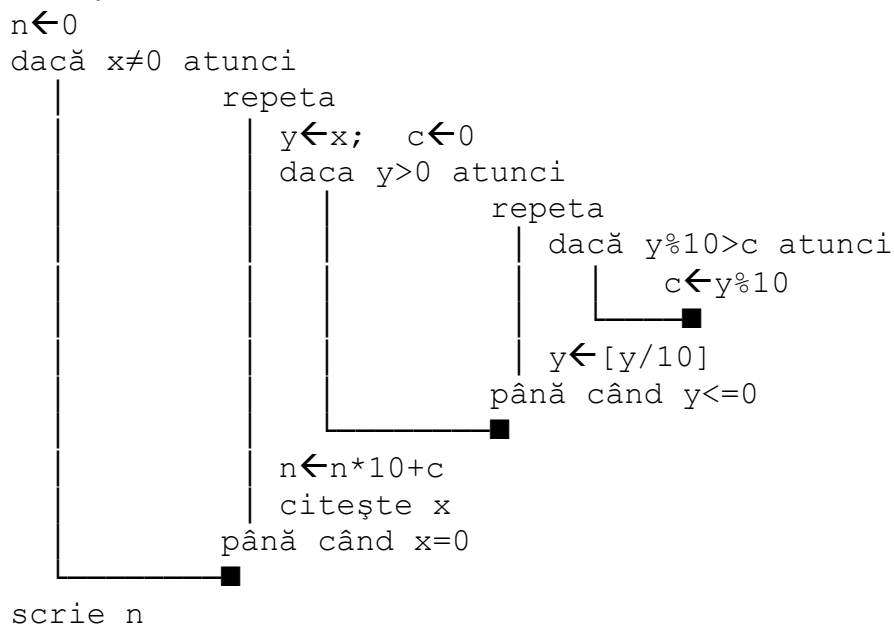 n🡨0
dacă x≠0 atunci
repeta
y🡨x; c🡨0
daca y>0 atunci
repeta
dacă y%10>c atunci
c🡨y%10
y🡨[y/10]
până când y<=0
n🡨n*10+c
citeşte x
până când x=0
scrie n